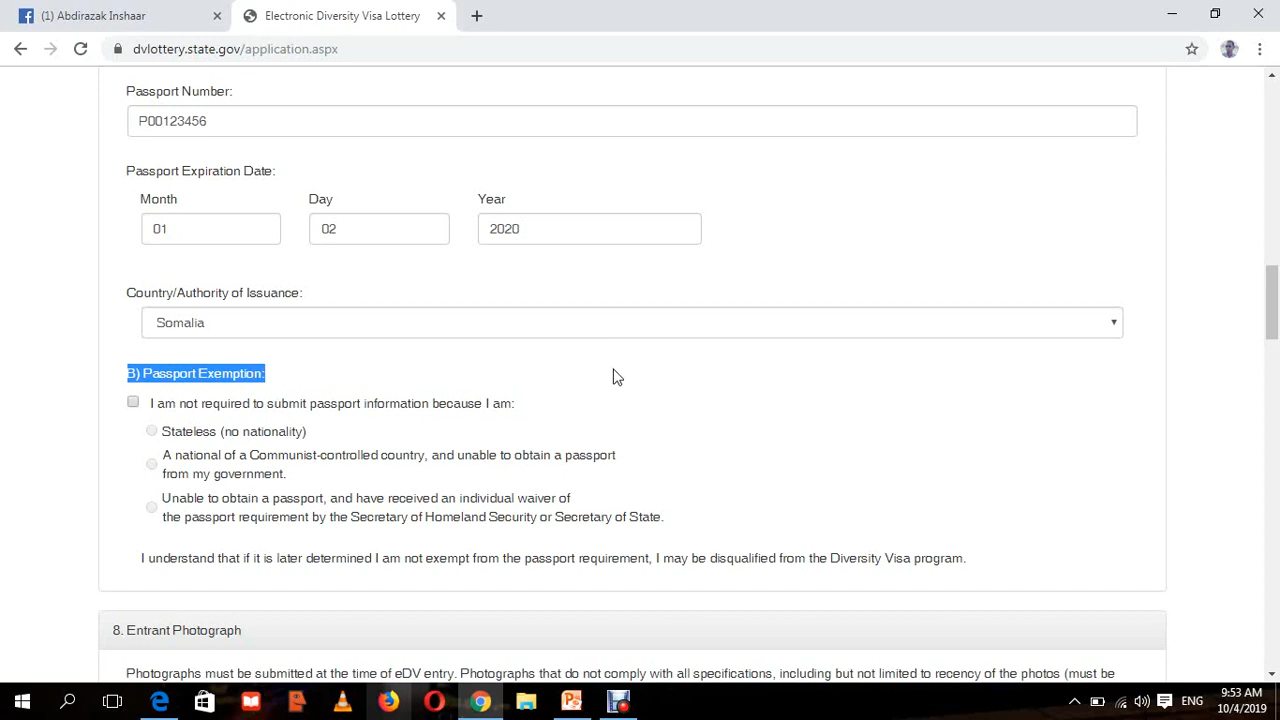 (1) Abdirazak Inshaar
Electronic Diversity Visa Lottery
dvlottery.state.gov/application.aspx
Passport Number:
P00123456
Passport Expiration Date:
Month Day Year
01 02 2020
Country/Authority of Issuance:
Somalia
B) Passport Exemption:
I am not required to submit passport information because I am:
Stateless (no nationality)
A national of a Communist-controlled country, and unable to obtain a passport
from my government.
Unable to obtain a passport, and have received an individual waiver of
the passport requirement by the Secretary of Homeland Security or Secretary of State.
I understand that if it is later determined I am not exempt from the passport requirement, I may be disqualified from the Diversity Visa program.
8. Entrant Photograph
Photographs must be submitted at the time of eDV entry. Photographs that do not comply with all specifications, including but not limited to recency of the photos (must be
ENG
9:53 AM
10/4/2019